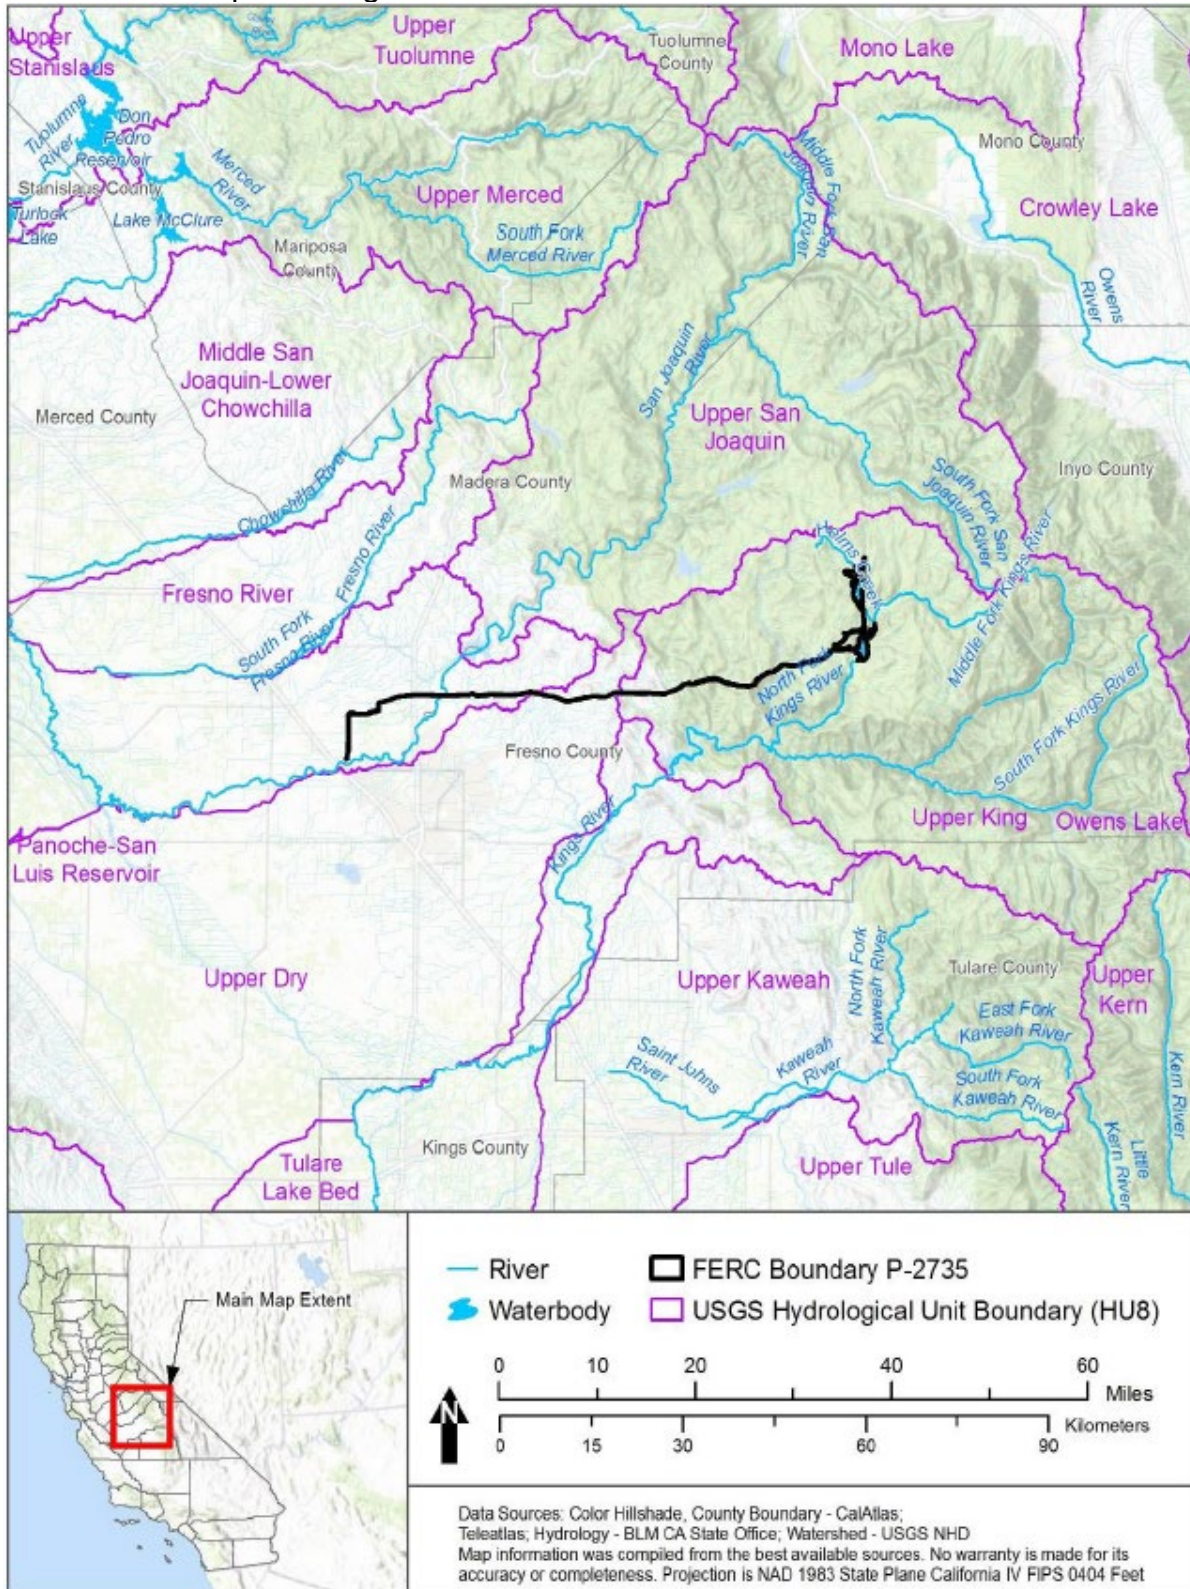 Upper
Stanislaus
Upper
Tuolumne
Tuolumne
County
Mono Lake
Tuolumne
River
Don
Pedro
Reservoir
Mono County
Stanislaus County
Merced
River
Upper Merced
Middle Fork San
Joaquin River
Crowley Lake
Turlock
Lake
Lake McClure
Mariposa
County
South Fork
Merced River
Owens
River
Middle San
Joaquin-Lower
Chowchilla
San Joaquin
River
Merced County
Upper San
Joaquin
Inyo County
Chowchilla River
Madera County
South Fork San
Joaquin River
Fresno River
Fresno River
Helms
Creek
Middle Fork Kings River
South Fork
Fresno River
North Fork
Kings River
South Fork Kings River
Fresno County
Upper King
Owens Lake
Panoche-San
Luis Reservoir
Kings River
Upper Dry
Upper Kaweah
North Fork
Kaweah River
Tulare County
Upper
Kern
East Fork
Kaweah River
Saint Johns
River
Kaweah
River
South Fork
Kaweah River
Kern River
Kings County
Tulare
Lake Bed
Upper Tule
Little
Kern River
Main Map Extent
River
Waterbody
FERC Boundary P-2735
USGS Hydrological Unit Boundary (HU8)
0 10 20 40 60
Miles
Kilometers
0 15 30 60 90
N
Data Sources: Color Hillshade, County Boundary - CalAtlas;
Teleatlas; Hydrology - BLM CA State Office; Watershed - USGS NHD
Map information was compiled from the best available sources. No warranty is made for its
accuracy or completeness. Projection is NAD 1983 State Plane California IV FIPS 0404 Feet